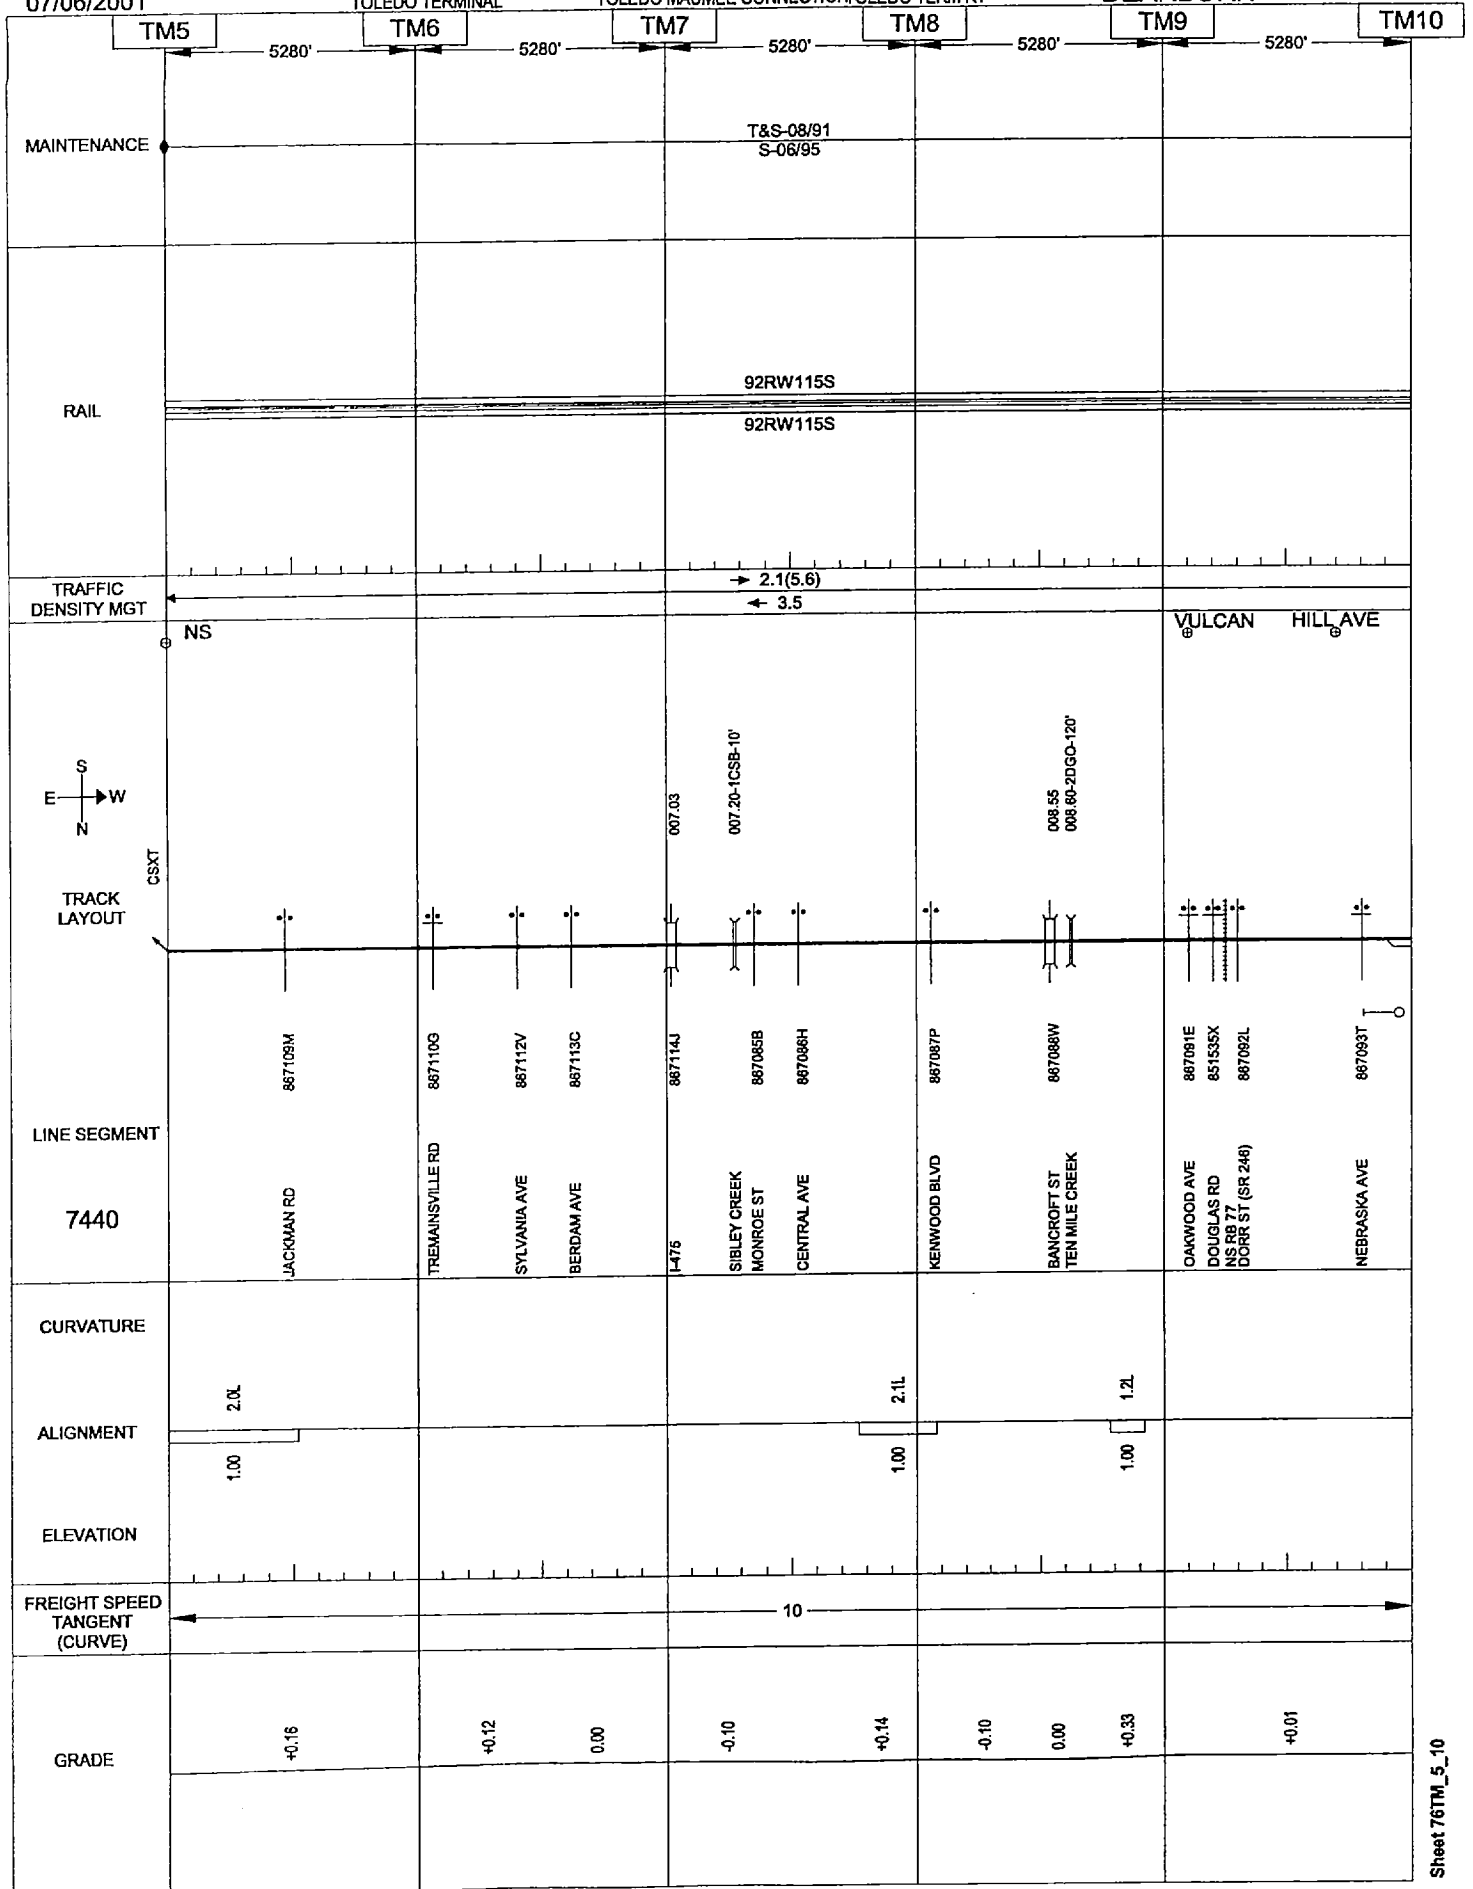 07/06/2001
TOLEDO TERMINAL
TM5
TM6
TM7
TM8
TM9
TM10
5280'
5280'
5280'
5280'
5280'
MAINTENANCE
T&S-08/91
S-06/95
RAIL
92RW115S
92RW115S
TRAFFIC
DENSITY MGT
2.1(5.6)
3.5
NS
VULCAN
HILL AVE
S
E
W
N
CSXT
007.03
007.20-1CSB-10'
008.55
008.60-2DGO-120'
TRACK
LAYOUT
867109M
867110G
867112V
867113C
867114J
867085B
867086H
867087P
867088W
867091E
851535X
867092L
867093T
LINE SEGMENT
7440
JACKMAN RD
TREMAINSVILLE RD
SYLVANIA AVE
BERDAM AVE
I-475
SIBLEY CREEK
MONROE ST
CENTRAL AVE
KENWOOD BLVD
BANCROFT ST
TEN MILE CREEK
OAKWOOD AVE
DOUGLAS RD
NS RB 77
DORR ST (SR 246)
NEBRASKA AVE
CURVATURE
2.0L
2.1L
1.2L
ALIGNMENT
1.00
1.00
1.00
ELEVATION
FREIGHT SPEED
TANGENT
(CURVE)
10
GRADE
+0.16
+0.12
0.00
-0.10
+0.14
-0.10
0.00
+0.33
+0.01
Sheet 76TM_5_10